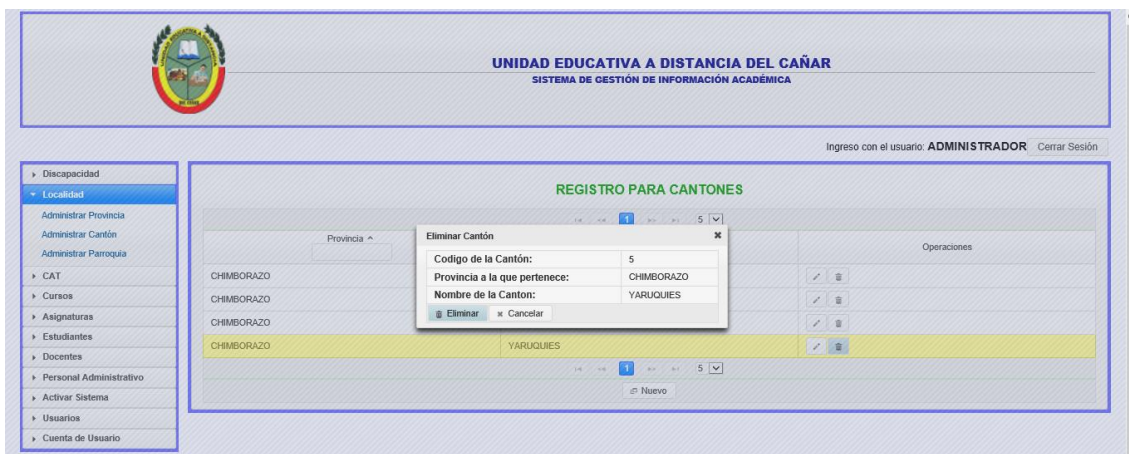 UNIDAD EDUCATIVA A DISTANCIA DEL CAÑAR
SISTEMA DE GESTIÓN DE INFORMACIÓN ACADÉMICA
Ingreso con el usuario: ADMINISTRADOR Cerrar Sesión
Discapacidad
Localidad
Administrar Provincia
Administrar Cantón
Administrar Parroquia
CAT
Cursos
Asignaturas
Estudiantes
Docentes
Personal Administrativo
Activar Sistema
Usuarios
Cuenta de Usuario
REGISTRO PARA CANTONES
1 5
Provincia
Operaciones
CHIMBORAZO
CHIMBORAZO
CHIMBORAZO
CHIMBORAZO YARUQUIES
1 5
Nuevo
Eliminar Cantón
Codigo de la Cantón: 5
Provincia a la que pertenece: CHIMBORAZO
Nombre de la Canton: YARUQUIES
Eliminar Cancelar